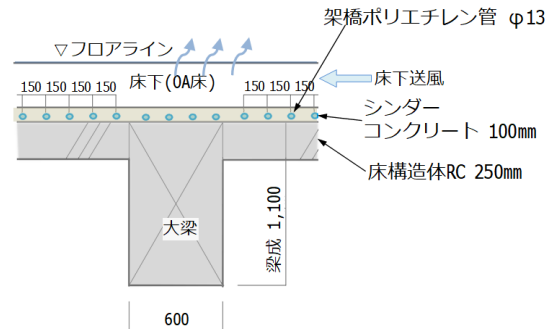 架橋ポリエチレン管 φ13
▽フロアライン
床下(OA床)
床下送風
150 150 150 150
150 150 150
シンダー
コンクリート 100mm
床構造体RC 250mm
大梁
梁成 1,100
600